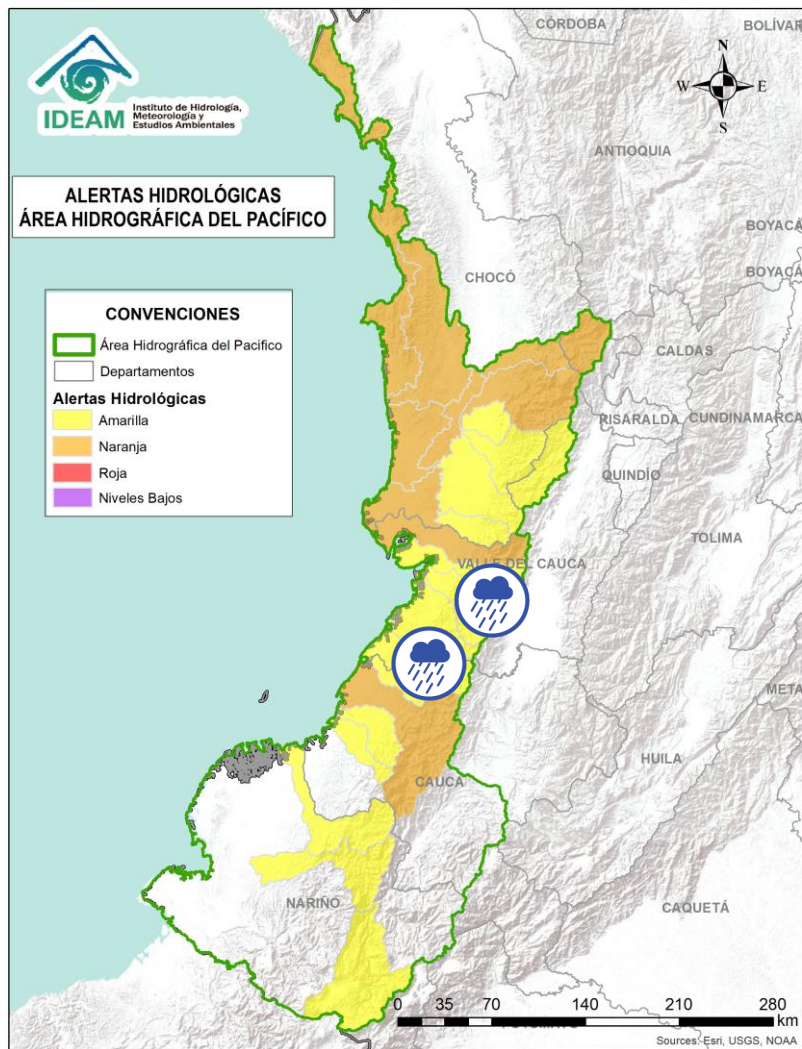 CÓRDOBA
BOLÍVAR
IDEAM
Instituto de Hidrología,
Meteorología y
Estudios Ambientales
N
W E
S
ANTIOQUIA
ALERTAS HIDROLÓGICAS
ÁREA HIDROGRÁFICA DEL PACÍFICO
BOYACÁ
BOYACÁ
CHOCÓ
CONVENCIONES
Área Hidrográfica del Pacifico
Departamentos
Alertas Hidrológicas
Amarilla
Naranja
Roja
Niveles Bajos
CALDAS
RISARALDA
CUNDINAMARCA
QUINDÍO
TOLIMA
VALLE DEL CAUCA
META
HUILA
CAUCA
NARIÑO
CAQUETÁ
0 35 70 140 210 280
km
Sources: Esri, USGS, NOAA